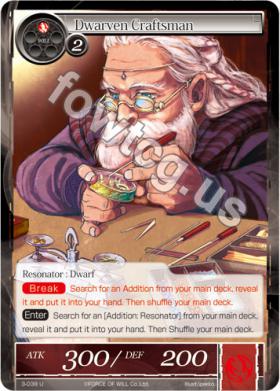 Dwarven Craftsman
WILL
2
fowtcg.us
Resonator : Dwarf
Break Search for an Addition from your main deck, reveal
it and put it into your hand. Then shuffle your main deck.
Enter Search for an [Addition: Resonator] from your main deck,
reveal it and put it into your hand. Then Shuffle your main deck.
ATK 300/ DEF 200
3-039 U ©FORCE OF WILL Co.,Ltd.